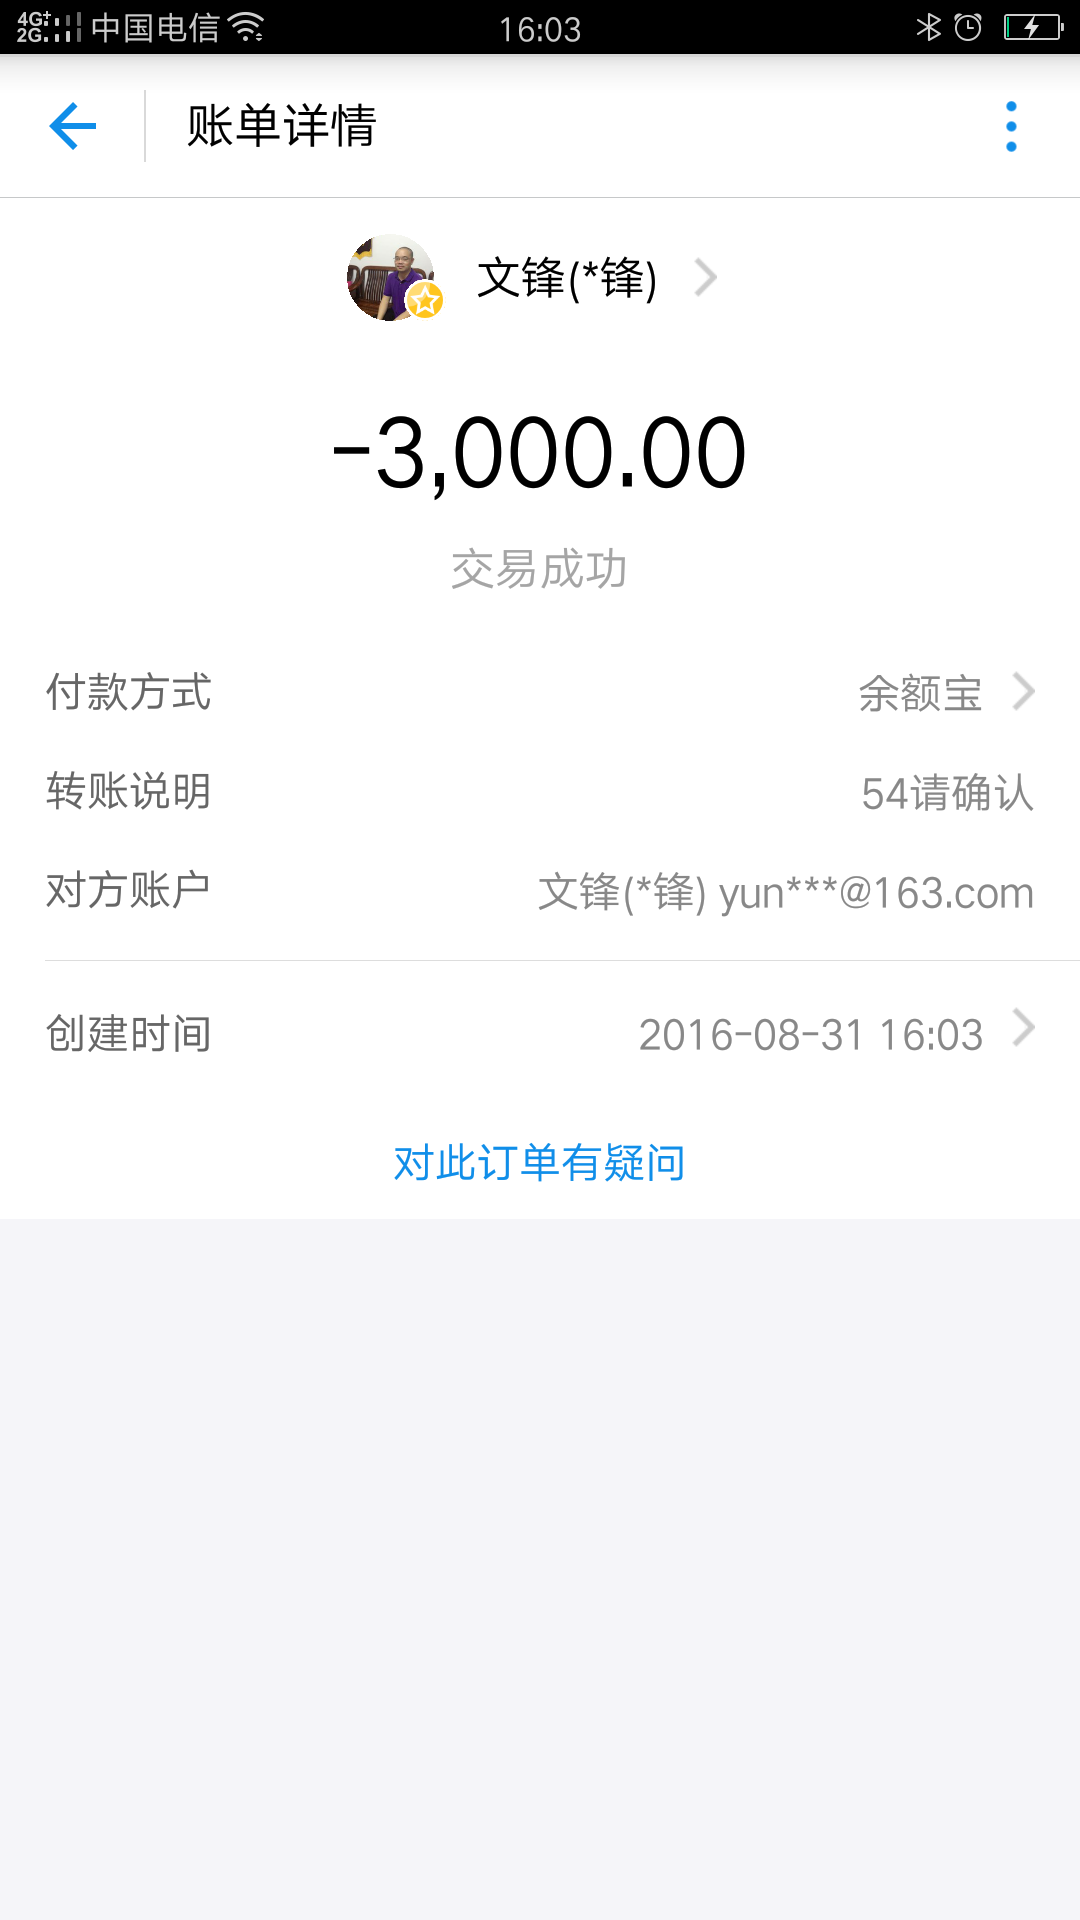 4G+ 2G 中国电信 16:03
账单详情
文锋(*锋)
-3,000.00
交易成功
付款方式 余额宝
转账说明 54请确认
对方账户 文锋(*锋) yun***@163.com
创建时间 2016-08-31 16:03
对此订单有疑问